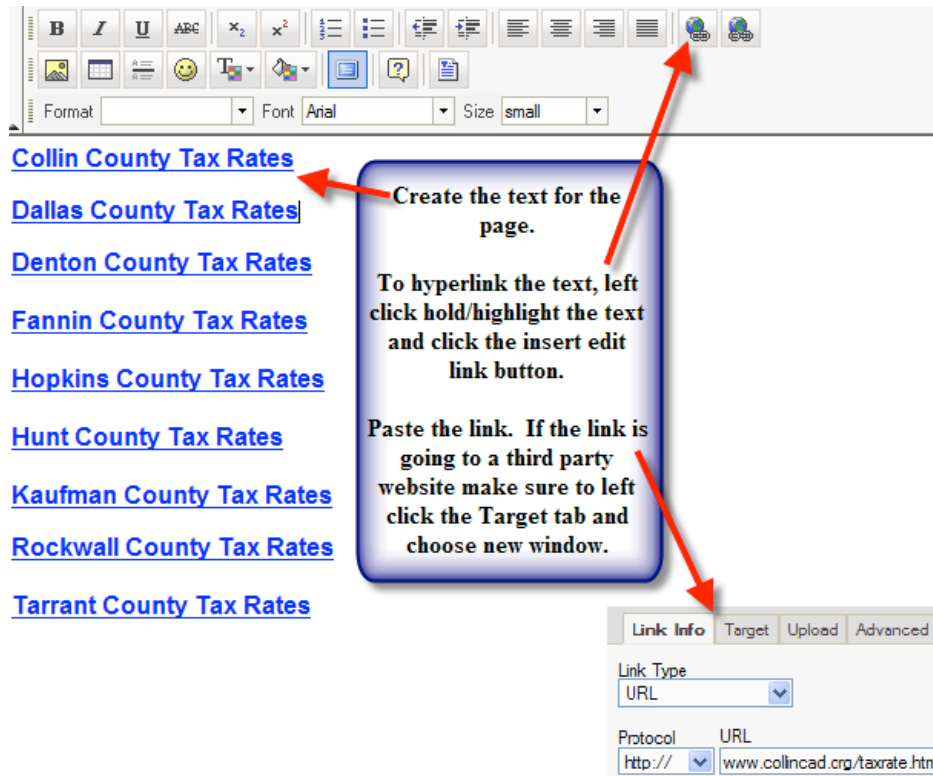 B I U ABC x₂ x²
Format Font Arial Size small
Collin County Tax Rates
Dallas County Tax Rates
Denton County Tax Rates
Fannin County Tax Rates
Hopkins County Tax Rates
Hunt County Tax Rates
Kaufman County Tax Rates
Rockwall County Tax Rates
Tarrant County Tax Rates
Create the text for the
page.
To hyperlink the text, left
click hold/highlight the text
and click the insert edit
link button.
Paste the link. If the link is
going to a third party
website make sure to left
click the Target tab and
choose new window.
Link Info Target Upload Advanced
Link Type
URL
Protocol URL
http:// www.collincad.org/taxrate.htm